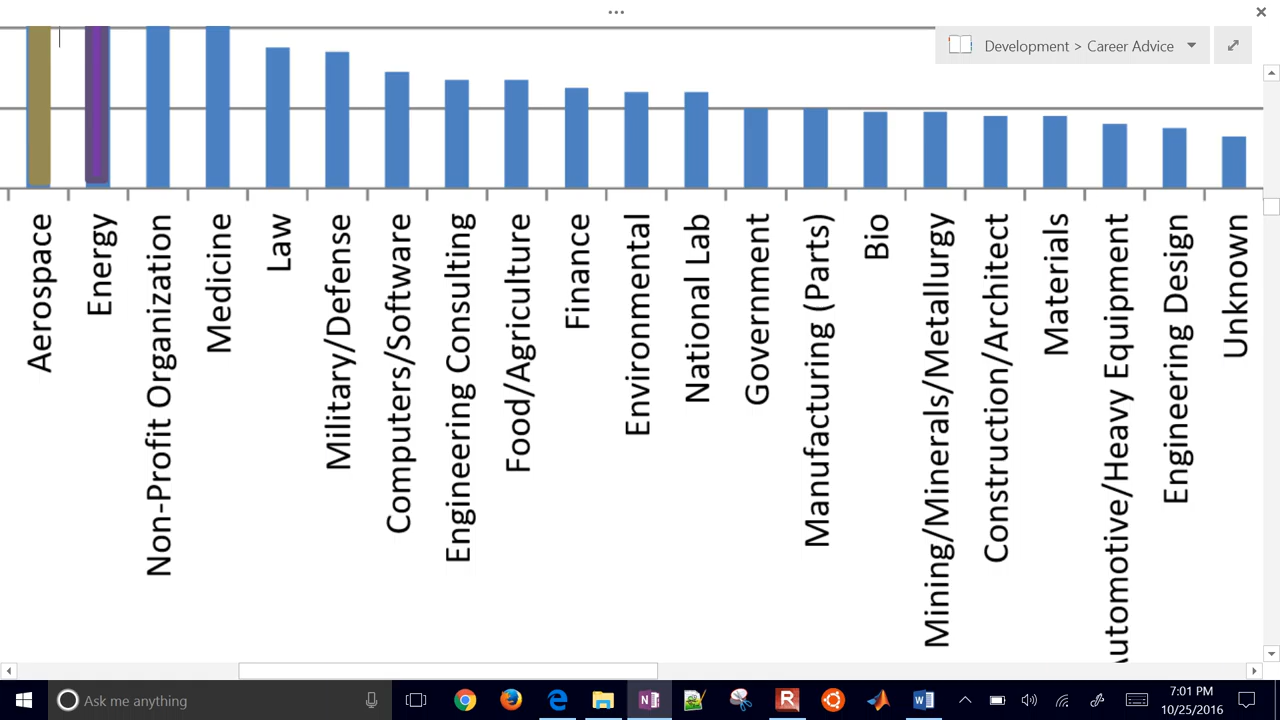 Development > Career Advice
Aerospace
Energy
Non-Profit Organization
Medicine
Law
Military/Defense
Computers/Software
Engineering Consulting
Food/Agriculture
Finance
Environmental
National Lab
Government
Manufacturing (Parts)
Bio
Mining/Minerals/Metallurgy
Construction/Architect
Materials
Automotive/Heavy Equipment
Engineering Design
Unknown
Ask me anything
7:01 PM
10/25/2016